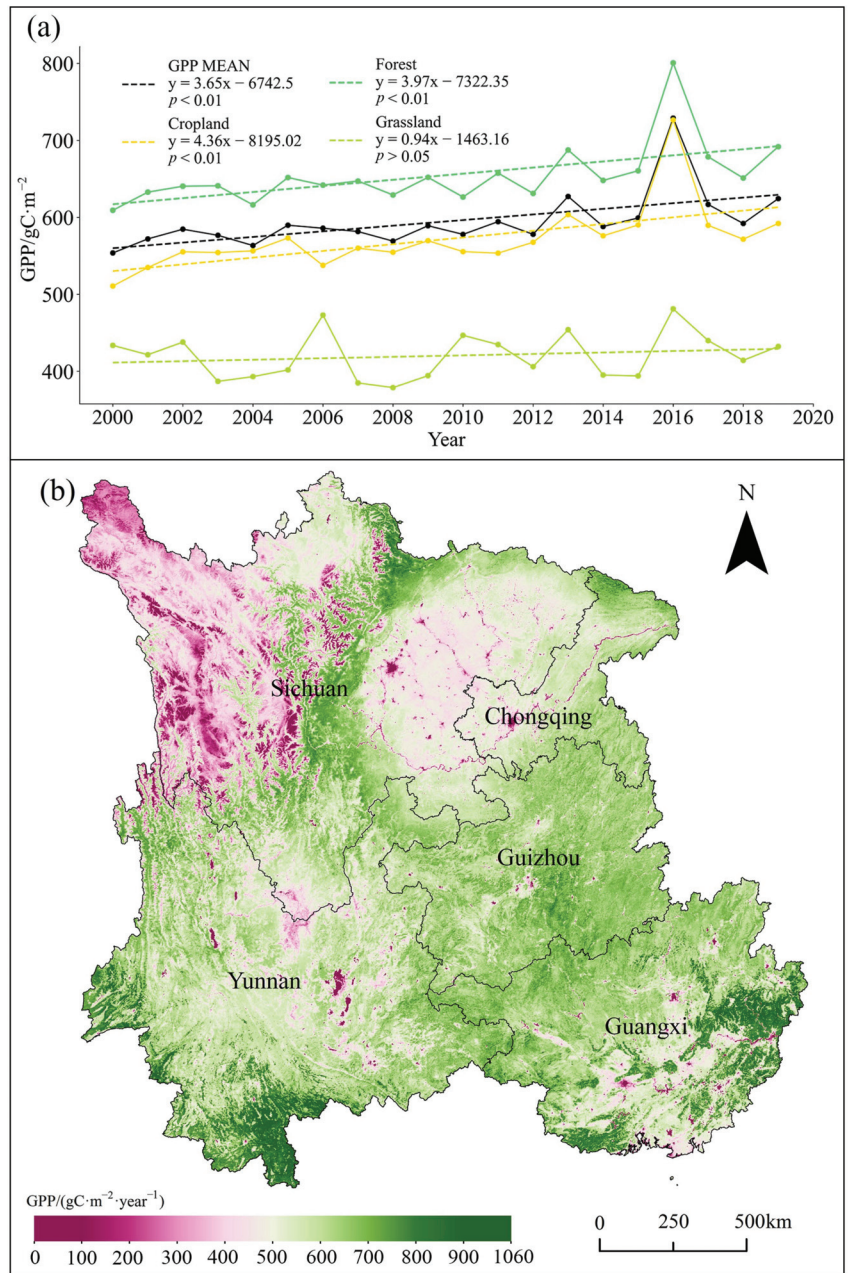 (a)
GPP MEAN
y = 3.65x − 6742.5
p < 0.01
Forest
y = 3.97x − 7322.35
p < 0.01
Cropland
y = 4.36x − 8195.02
p < 0.01
Grassland
y = 0.94x − 1463.16
p > 0.05
GPP/gC·m⁻²
800
700
600
500
400
2000 2002 2004 2006 2008 2010 2012 2014 2016 2018 2020
Year
(b)
N
Sichuan
Chongqing
Guizhou
Yunnan
Guangxi
GPP/(gC·m⁻²·year⁻¹)
0 100 200 300 400 500 600 700 800 900 1060
0 250 500km